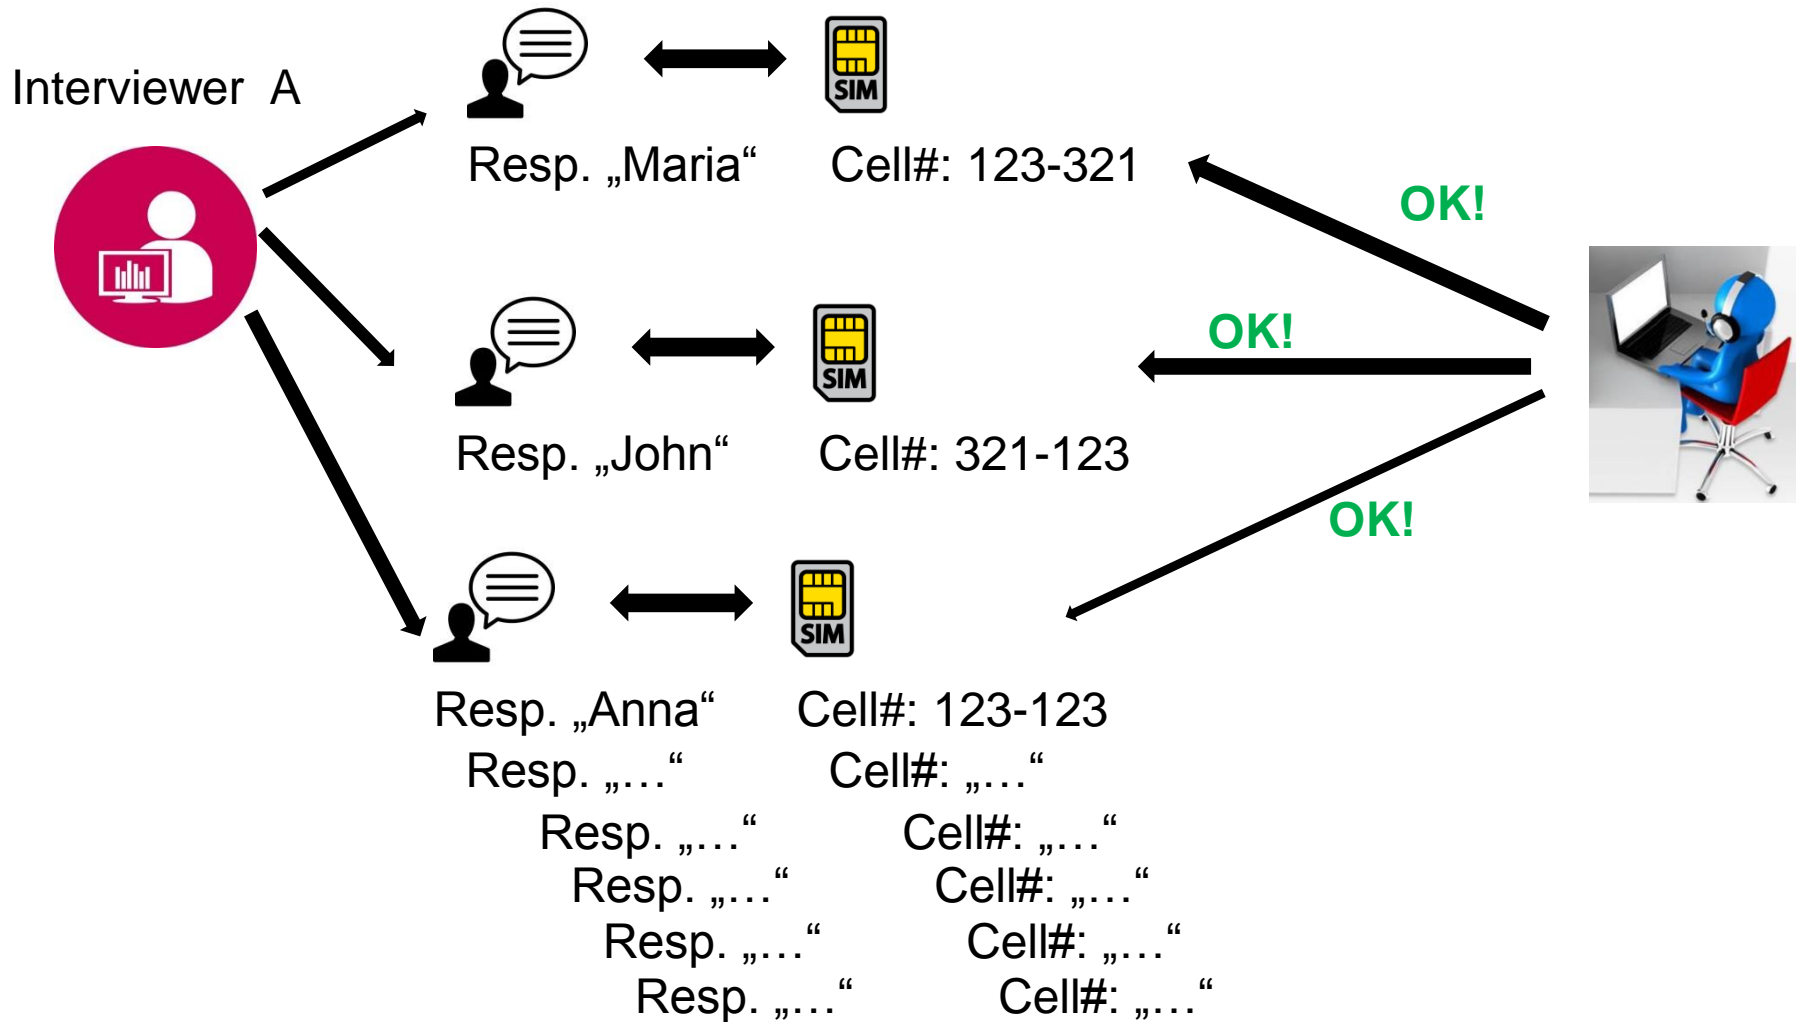 Interviewer A
SIM
Resp. „Maria“ Cell#: 123-321
OK!
OK!
SIM
Resp. „John“ Cell#: 321-123
OK!
SIM
Resp. „Anna“ Cell#: 123-123
Resp. „…“ Cell#: „…“
Resp. „…“ Cell#: „…“
Resp. „…“ Cell#: „…“
Resp. „…“ Cell#: „…“
Resp. „…“ Cell#: „…“